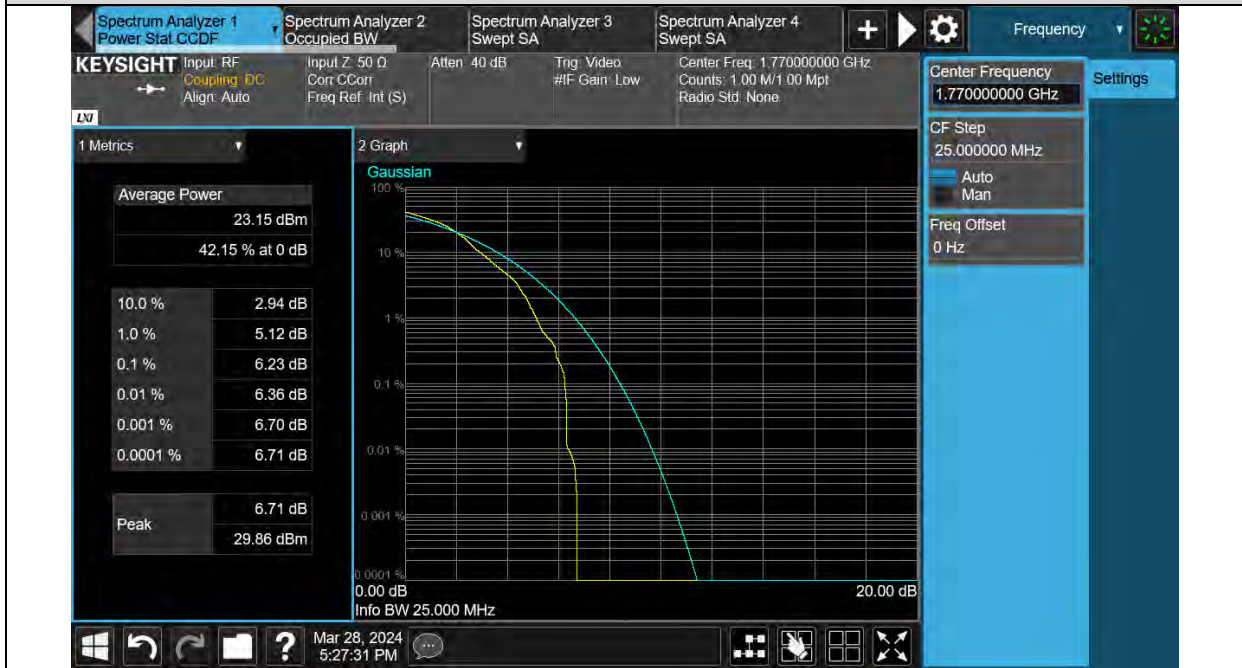 Spectrum Analyzer 1
Power Stat CCDF
Spectrum Analyzer 2
Occupied BW
Spectrum Analyzer 3
Swept SA
Spectrum Analyzer 4
Swept SA
+
Frequency
KEYSIGHT
LXI
Input: RF
Coupling: DC
Align: Auto
Input Z: 50 Ω
Corr CCorr
Freq Ref: Int (S)
Atten: 40 dB
Trig: Video
#IF Gain: Low
Center Freq: 1.770000000 GHz
Counts: 1.00 M/1.00 Mpt
Radio Std: None
Center Frequency
1.770000000 GHz
Settings
CF Step
25.000000 MHz
Auto
Man
Freq Offset
0 Hz
1 Metrics
Average Power
23.15 dBm
42.15 % at 0 dB
10.0 % 2.94 dB
1.0 % 5.12 dB
0.1 % 6.23 dB
0.01 % 6.36 dB
0.001 % 6.70 dB
0.0001 % 6.71 dB
Peak
6.71 dB
29.86 dBm
2 Graph
Gaussian
100 %
10 %
1 %
0.1 %
0.01 %
0.001 %
0.0001 %
0.00 dB
20.00 dB
Info BW 25.000 MHz
?
Mar 28, 2024
5:27:31 PM